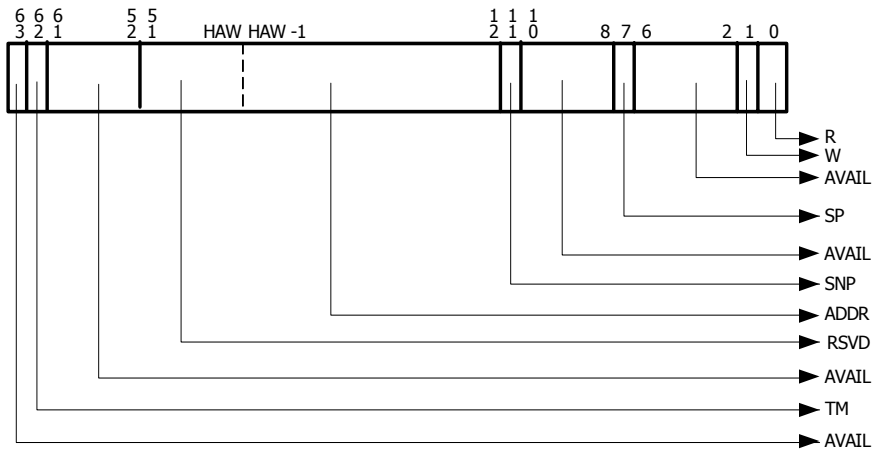 6 6 6 5 5 1 1 1
3 2 1 2 1 HAW HAW -1 2 1 0 8 7 6 2 1 0
R
W
AVAIL
SP
AVAIL
SNP
ADDR
RSVD
AVAIL
TM
AVAIL